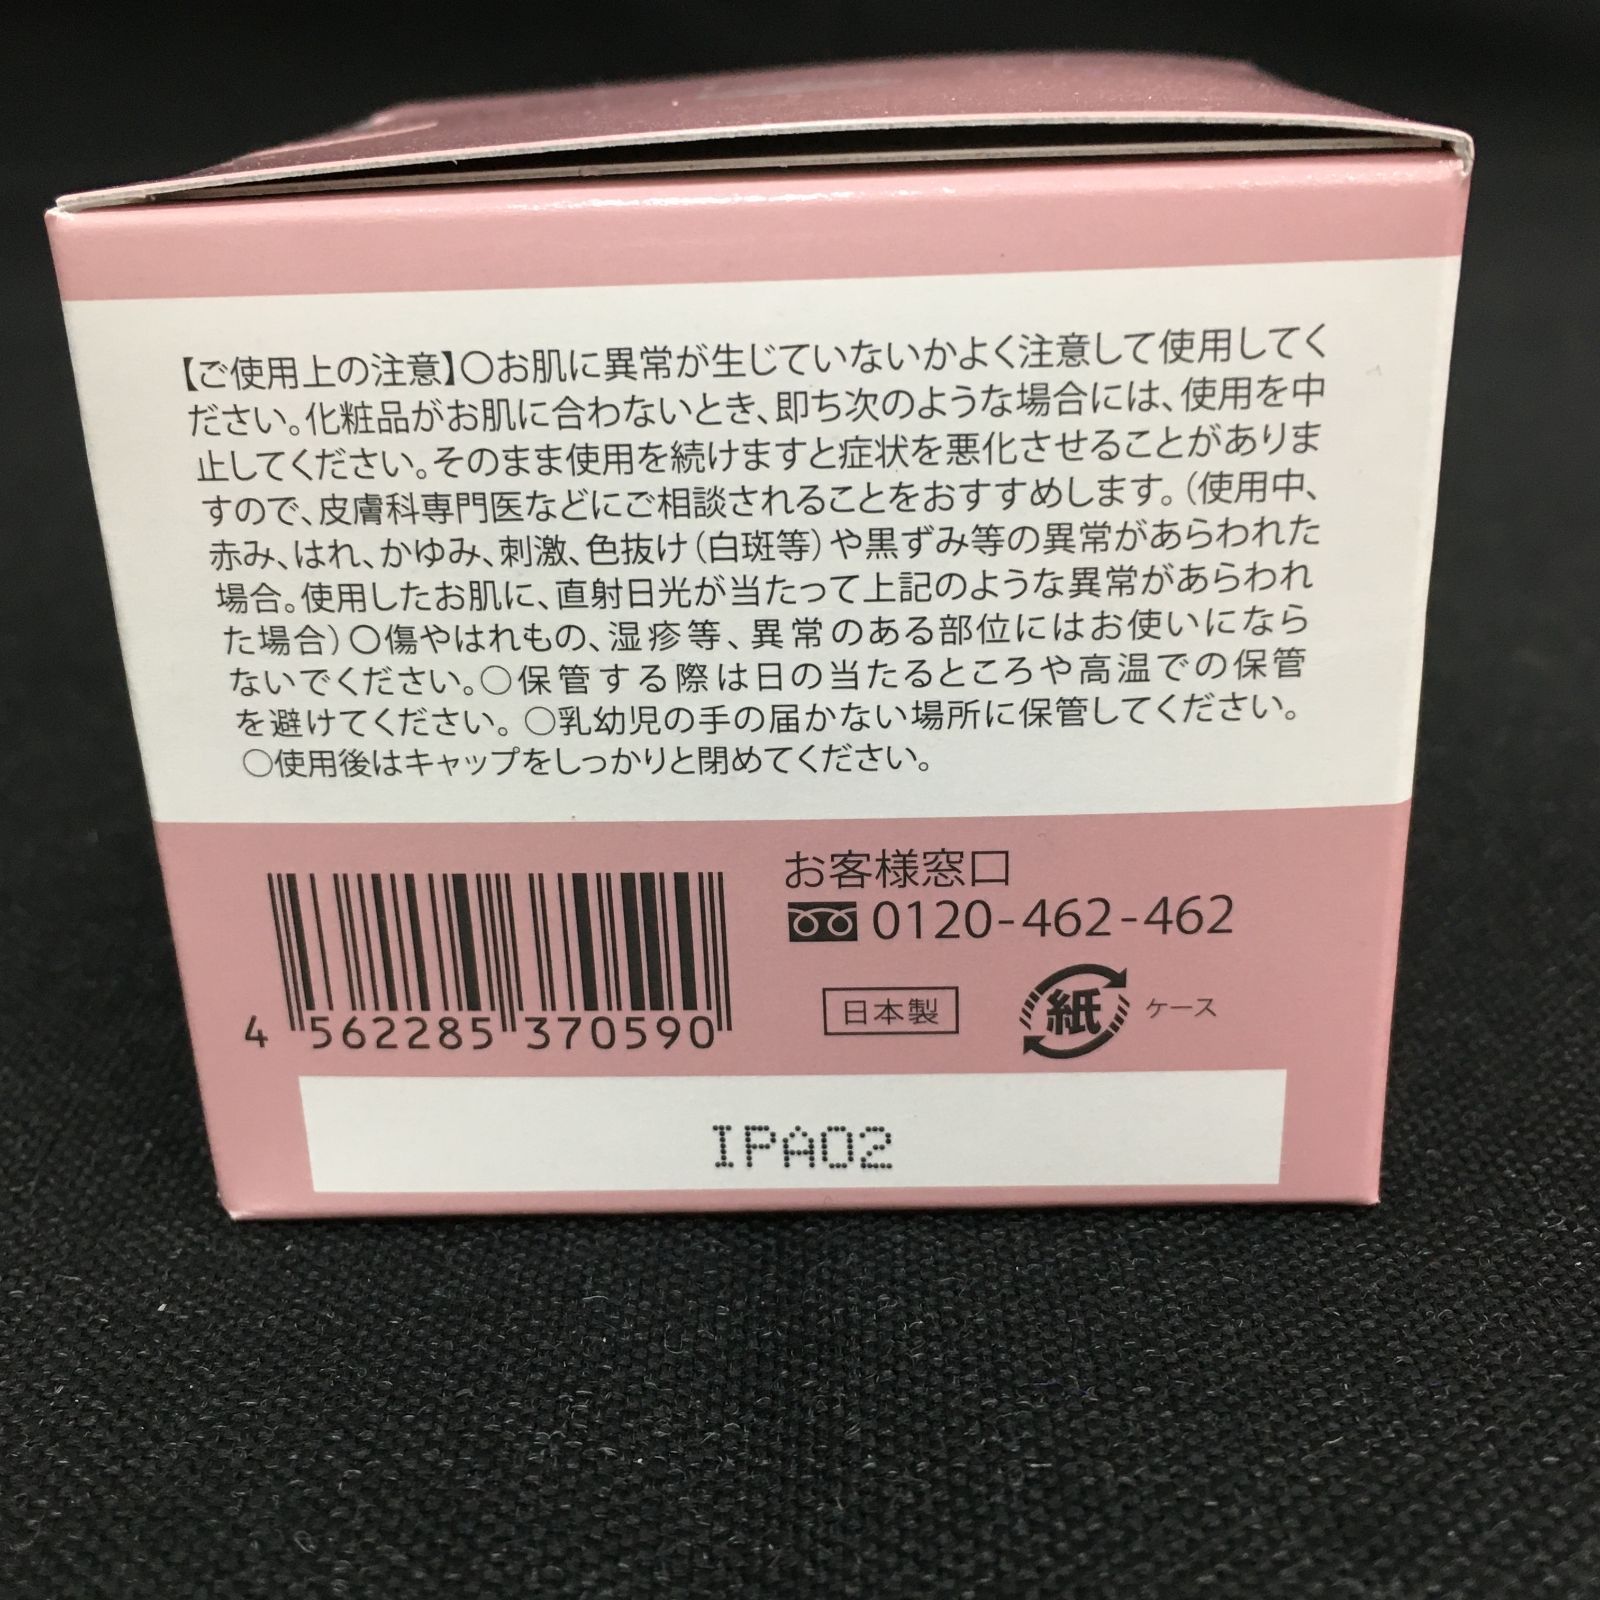 【ご使用上の注意】○お肌に異常が生じていないかよく注意して使用してく
ださい。化粧品がお肌に合わないとき、即ち次のような場合には、使用を中
止してください。そのまま使用を続けますと症状を悪化させることがありま
すので、皮膚科専門医などにご相談されることをおすすめします。（使用中、
赤み、はれ、かゆみ、刺激、色抜け（白斑等）や黒ずみ等の異常があらわれた
場合。使用したお肌に、直射日光が当たって上記のような異常があらわれ
た場合）○傷やはれもの、湿疹等、異常のある部位にはお使いになら
ないでください。○保管する際は日の当たるところや高温での保管
を避けてください。○乳幼児の手の届かない場所に保管してください。
○使用後はキャップをしっかりと閉めてください。
お客様窓口
0120-462-462
日本製
紙 ケース
4 562285 370590
IPA02